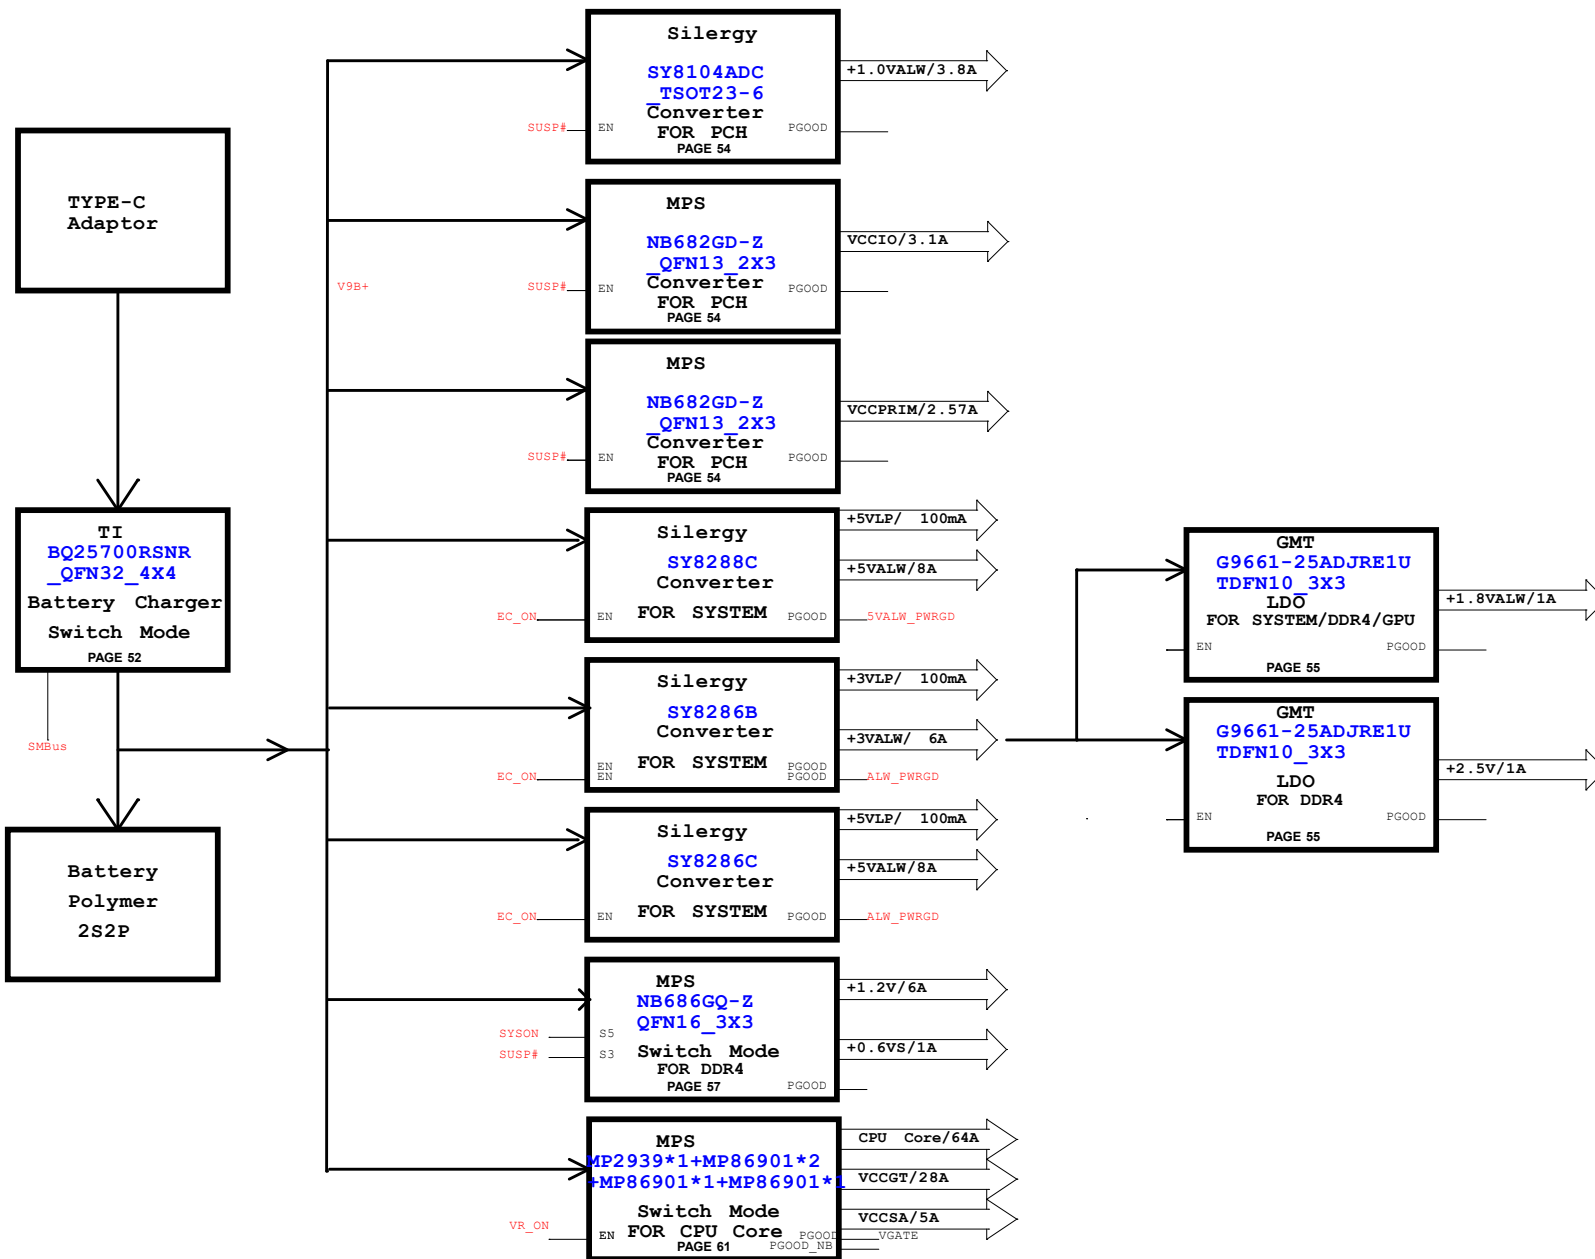 TYPE-C
Adaptor
TI
BQ25700RSNR
_QFN32_4X4
Battery Charger
Switch Mode
PAGE 52
SMBus
Battery
Polymer
2S2P
V9B+
Silergy
SY8104ADC
_TSOT23-6
Converter
FOR PCH
PAGE 54
SUSP#
EN
PGOOD
+1.0VALW/3.8A
MPS
NB682GD-Z
_QFN13_2X3
Converter
FOR PCH
PAGE 54
SUSP#
EN
PGOOD
VCCIO/3.1A
MPS
NB682GD-Z
_QFN13_2X3
Converter
FOR PCH
PAGE 54
SUSP#
EN
PGOOD
VCCPRIM/2.57A
Silergy
SY8288C
Converter
FOR SYSTEM
EC_ON
EN
PGOOD
5VALW_PWRGD
+5VLP/ 100mA
+5VALW/8A
Silergy
SY8286B
Converter
FOR SYSTEM
EC_ON
EN
EN
PGOOD
PGOOD
ALW_PWRGD
+3VLP/ 100mA
+3VALW/ 6A
Silergy
SY8286C
Converter
FOR SYSTEM
EC_ON
EN
PGOOD
ALW_PWRGD
+5VLP/ 100mA
+5VALW/8A
MPS
NB686GQ-Z
QFN16_3X3
Switch Mode
FOR DDR4
PAGE 57
SYSON
S5
SUSP#
S3
PGOOD
+1.2V/6A
+0.6VS/1A
MPS
MP2939*1+MP86901*2
+MP86901*1+MP86901*1
Switch Mode
FOR CPU Core
PAGE 61
VR_ON
EN
PGOOD
VGATE
PGOOD_NB
CPU Core/64A
VCCGT/28A
VCCSA/5A
GMT
G9661-25ADJRE1U
TDFN10_3X3
LDO
FOR SYSTEM/DDR4/GPU
EN
PGOOD
PAGE 55
+1.8VALW/1A
GMT
G9661-25ADJRE1U
TDFN10_3X3
LDO
FOR DDR4
EN
PGOOD
PAGE 55
+2.5V/1A